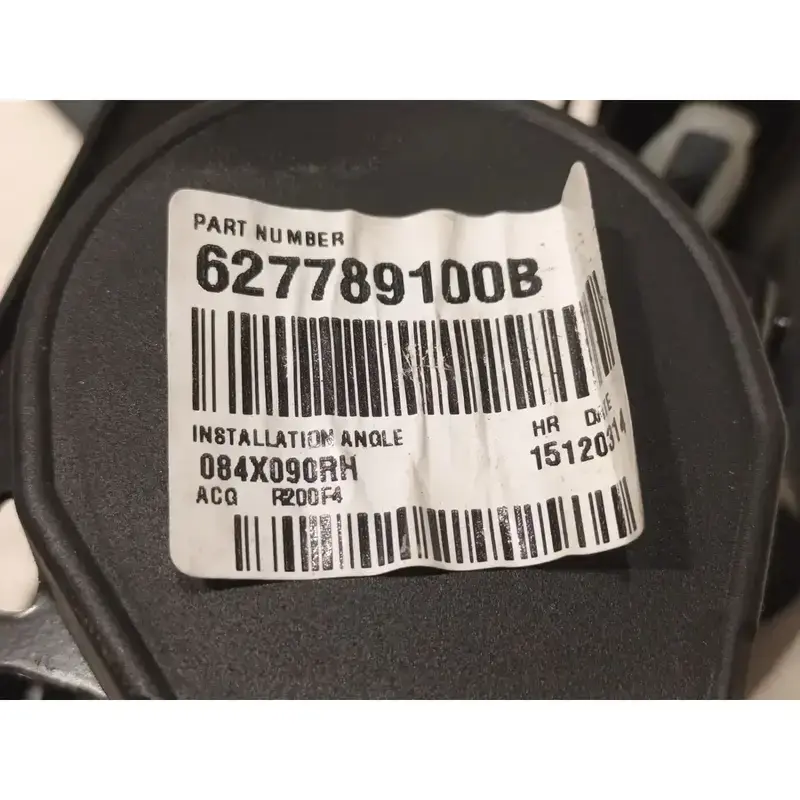 PART NUMBER
627789100B
INSTALLATION ANGLE
HR DATE
084X090RH
15120314
ACQ R200F4